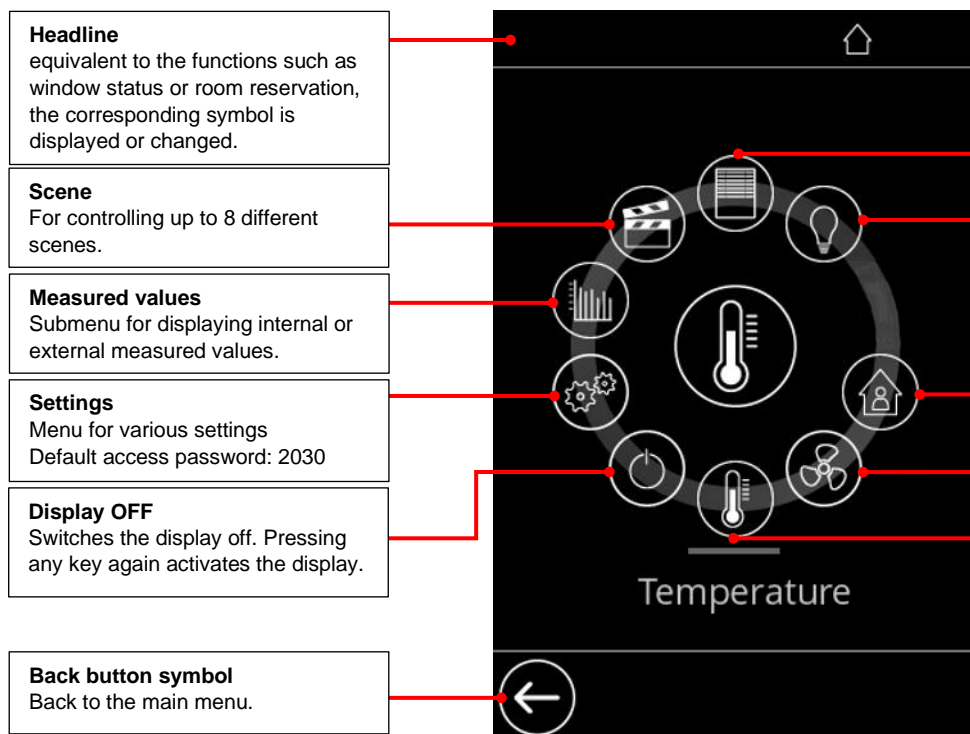 Headline
equivalent to the functions such as
window status or room reservation,
the corresponding symbol is
displayed or changed.
Scene
For controlling up to 8 different
scenes.
Measured values
Submenu for displaying internal or
external measured values.
Settings
Menu for various settings
Default access password: 2030
Display OFF
Switches the display off. Pressing
any key again activates the display.
Temperature
Back button symbol
Back to the main menu.